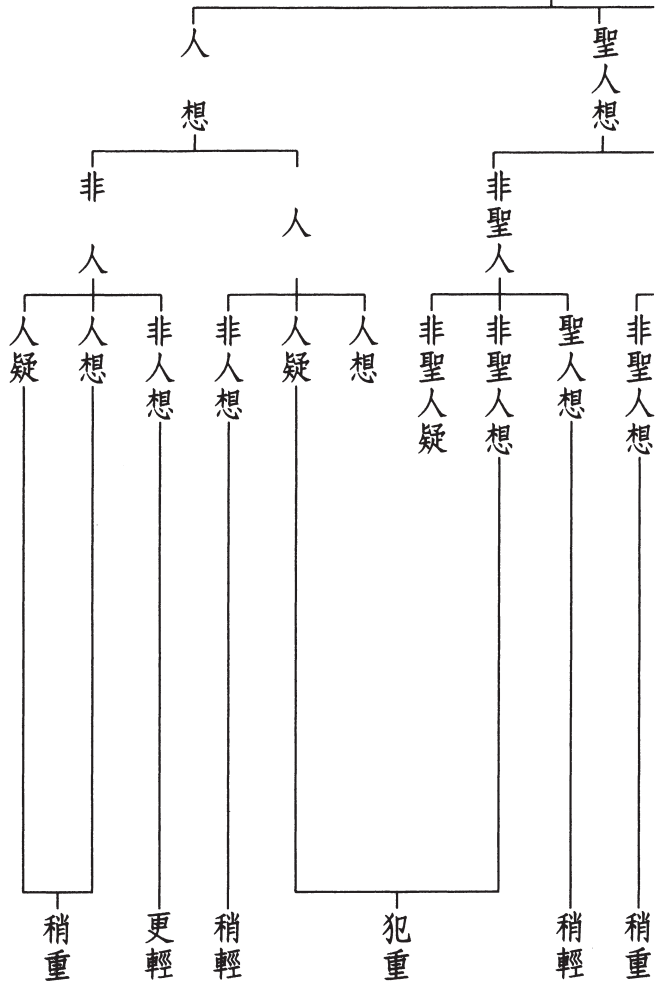 聖人想
人想
非聖人
人
非人
非聖人想
聖人想
非聖人想
非聖人疑
人想
人疑
非人想
非人想
人想
人疑
稍重
稍輕
犯重
稍輕
更輕
稍重